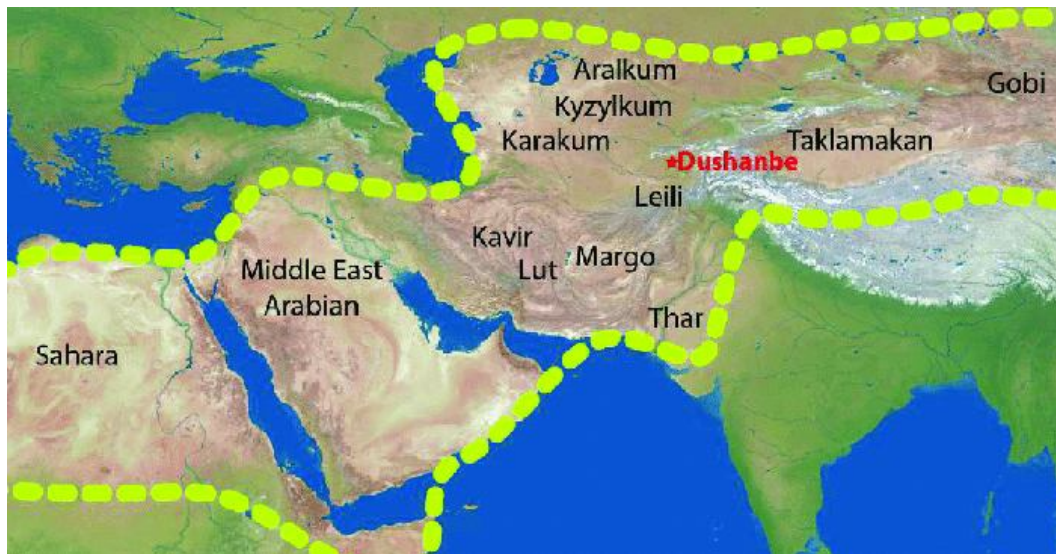 Aralkum
Gobi
Kyzylkum
Karakum
Taklamakan
Dushanbe
Leili
Kavir
Margo
Lut
Middle East
Arabian
Thar
Sahara